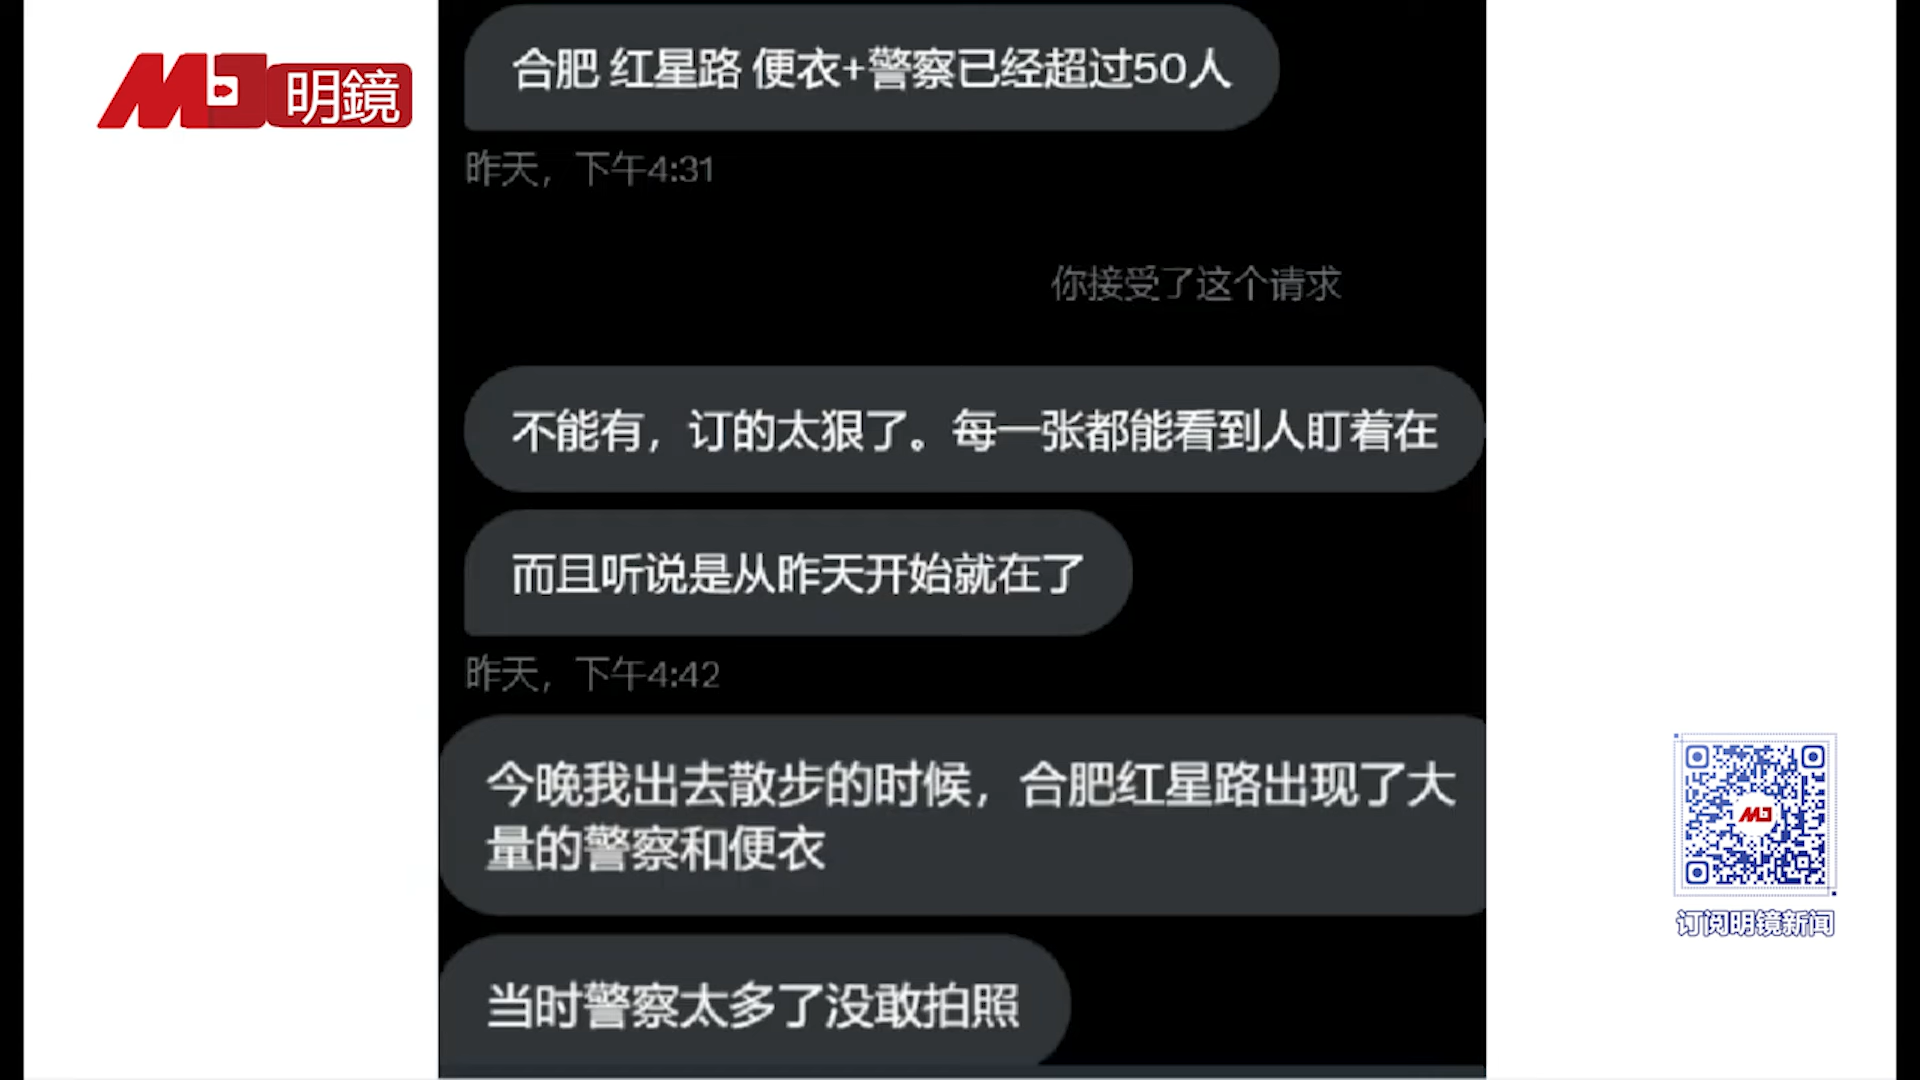 明鏡
合肥 红星路 便衣+警察已经超过50人
昨天，下午4:31
你接受了这个请求
不能有，订的太狠了。每一张都能看到人盯着在
而且听说是从昨天开始就在了
昨天，下午4:42
今晚我出去散步的时候，合肥红星路出现了大
量的警察和便衣
当时警察太多了没敢拍照
订阅明镜新闻